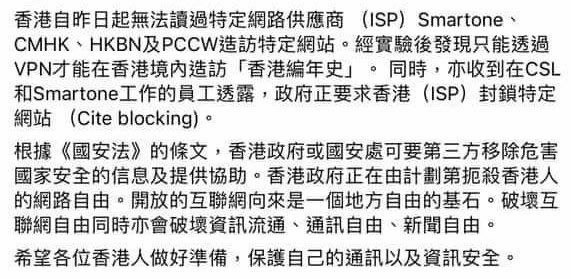 香港自昨日起無法讀過特定網路供應商 （ISP）Smartone、
CMHK、HKBN及PCCW造訪特定網站。經實驗後發現只能透過
VPN才能在香港境內造訪「香港編年史」。 同時，亦收到在CSL
和Smartone工作的員工透露，政府正要求香港（ISP）封鎖特定
網站 （Cite blocking)。
根據《國安法》的條文，香港政府或國安處可要第三方移除危害
國家安全的信息及提供協助。香港政府正在由計劃第扼殺香港人
的網路自由。開放的互聯網向來是一個地方自由的基石。破壞互
聯網自由同時亦會破壞資訊流通、通訊自由、新聞自由。
希望各位香港人做好準備，保護自己的通訊以及資訊安全。